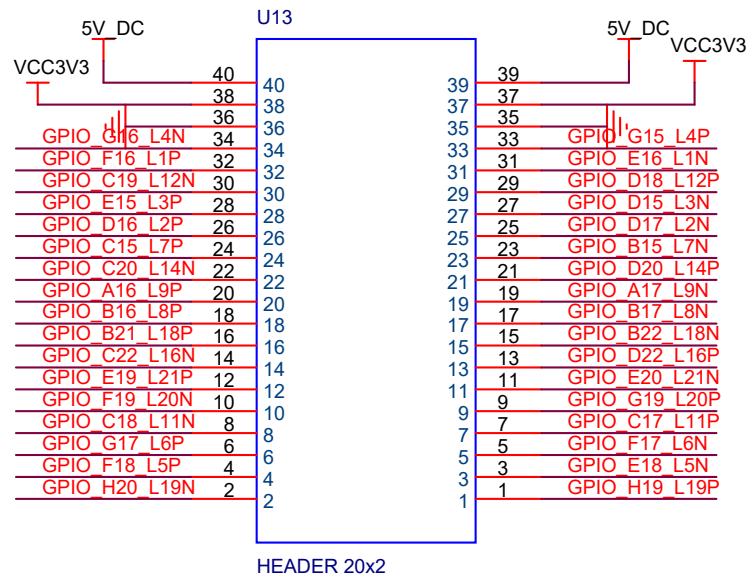 U13
5V_DC 5V_DC
VCC3V3 VCC3V3
40 40 39 39
38 38 37 37
36 36 35 35
GPIO_G16_L4N 34 34 33 33 GPIO_G15_L4P
GPIO_F16_L1P 32 32 31 31 GPIO_E16_L1N
GPIO_C19_L12N 30 30 29 29 GPIO_D18_L12P
GPIO_E15_L3P 28 28 27 27 GPIO_D15_L3N
GPIO_D16_L2P 26 26 25 25 GPIO_D17_L2N
GPIO_C15_L7P 24 24 23 23 GPIO_B15_L7N
GPIO_C20_L14N 22 22 21 21 GPIO_D20_L14P
GPIO_A16_L9P 20 20 19 19 GPIO_A17_L9N
GPIO_B16_L8P 18 18 17 17 GPIO_B17_L8N
GPIO_B21_L18P 16 16 15 15 GPIO_B22_L18N
GPIO_C22_L16N 14 14 13 13 GPIO_D22_L16P
GPIO_E19_L21P 12 12 11 11 GPIO_E20_L21N
GPIO_F19_L20N 10 10 9 9 GPIO_G19_L20P
GPIO_C18_L11N 8 8 7 7 GPIO_C17_L11P
GPIO_G17_L6P 6 6 5 5 GPIO_F17_L6N
GPIO_F18_L5P 4 4 3 3 GPIO_E18_L5N
GPIO_H20_L19N 2 2 1 1 GPIO_H19_L19P
HEADER 20x2